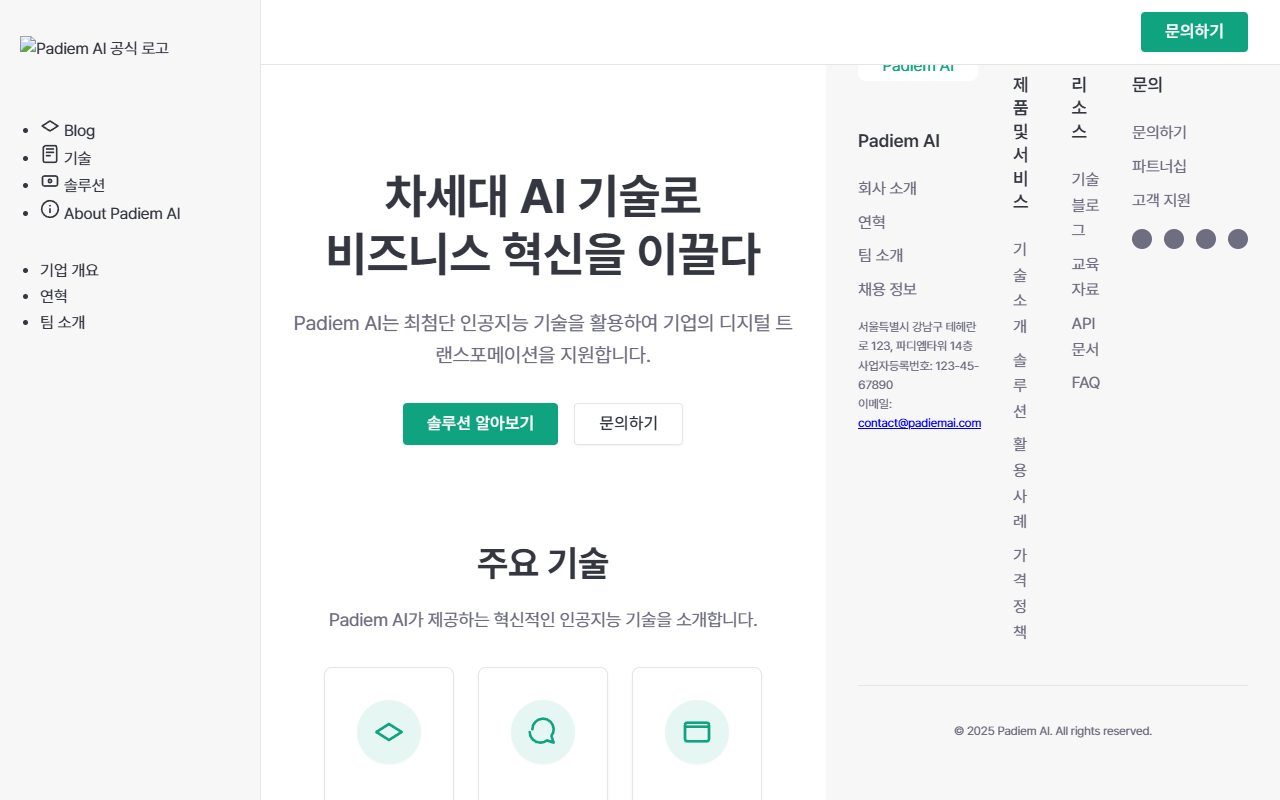 Padiem AI 공식 로고
Blog
기술
솔루션
About Padiem AI
기업 개요
연혁
팀 소개
문의하기
차세대 AI 기술로
비즈니스 혁신을 이끌다
Padiem AI는 최첨단 인공지능 기술을 활용하여 기업의 디지털 트
랜스포메이션을 지원합니다.
솔루션 알아보기
문의하기
주요 기술
Padiem AI가 제공하는 혁신적인 인공지능 기술을 소개합니다.
Padiem AI
Padiem AI
회사 소개
연혁
팀 소개
채용 정보
서울특별시 강남구 테헤란
로 123, 파디엠타워 14층
사업자등록번호: 123-45-
67890
이메일:
contact@padiemai.com
제
품
및
서
비
스
기
술
소
개
솔
루
션
활
용
사
례
가
격
정
책
리
소
스
기술
블로
그
교육
자료
API
문서
FAQ
문의
문의하기
파트너십
고객 지원
© 2025 Padiem AI. All rights reserved.